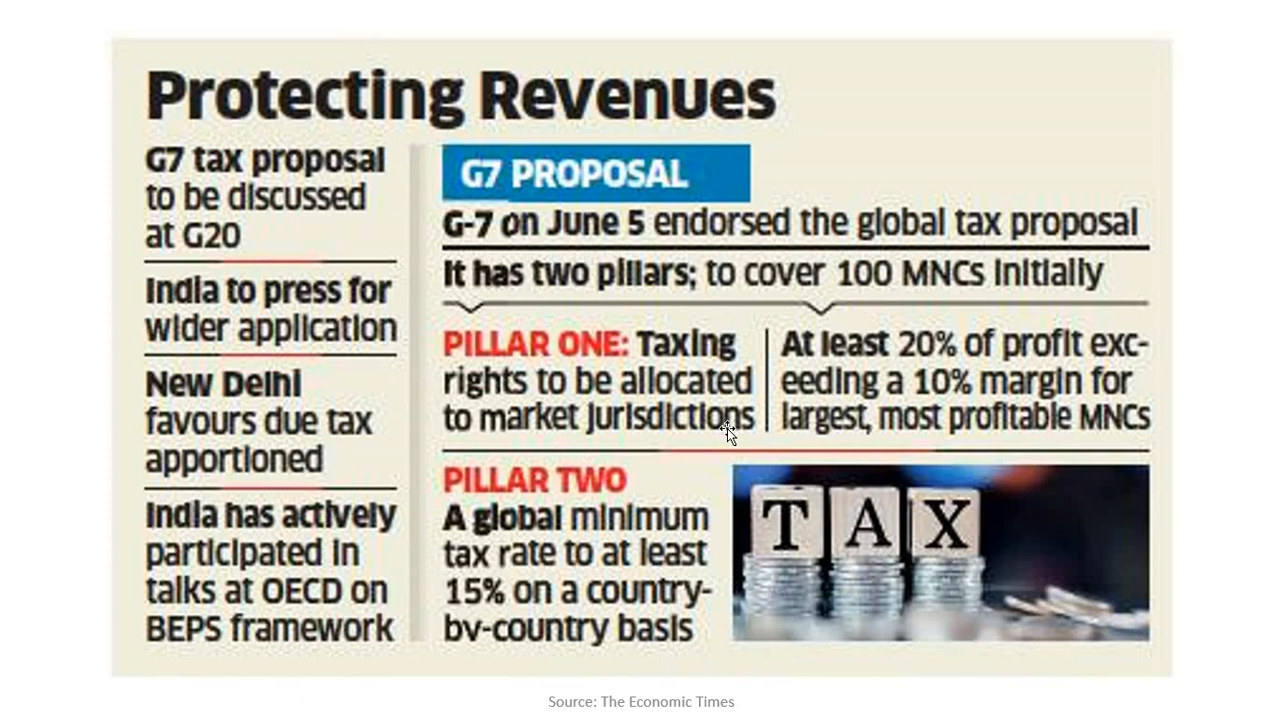 Protecting Revenues
G7 tax proposal
to be discussed
at G20
India to press for
wider application
New Delhi
favours due tax
apportioned
India has actively
participated in
talks at OECD on
BEPS framework
G7 PROPOSAL
G-7 on June 5 endorsed the global tax proposal
It has two pillars; to cover 100 MNCs initially
PILLAR ONE: Taxing
rights to be allocated
to market jurisdictions
At least 20% of profit exc-
eeding a 10% margin for
largest, most profitable MNCs
PILLAR TWO
A global minimum
tax rate to at least
15% on a country-
by-country basis
TAX
Source: The Economic Times